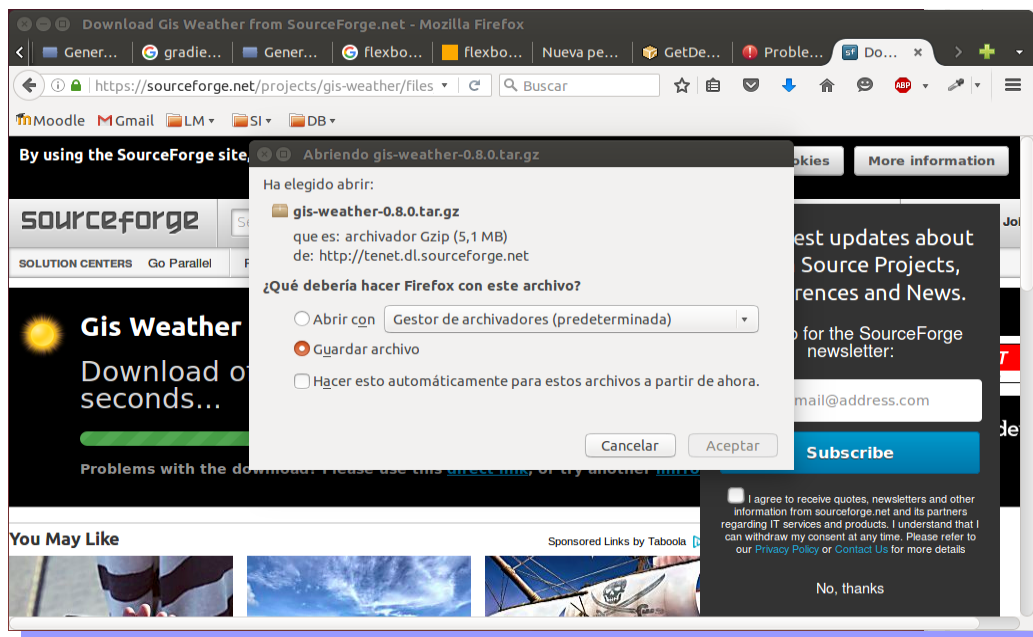 Download Gis Weather from SourceForge.net - Mozilla Firefox
Gener... gradie... Gener... flexbo... flexbo... Nueva pe... GetDe... Proble... Do...
https://sourceforge.net/projects/gis-weather/files
Buscar
ABP
Moodle Gmail LM SI DB
By using the SourceForge site,
okies
More information
Abriendo gis-weather-0.8.0.tar.gz
Ha elegido abrir:
gis-weather-0.8.0.tar.gz
que es: archivador Gzip (5,1 MB)
de: http://tenet.dl.sourceforge.net
¿Qué debería hacer Firefox con este archivo?
Abrir con Gestor de archivadores (predeterminada)
Guardar archivo
Hacer esto automáticamente para estos archivos a partir de ahora.
Cancelar Aceptar
sourceforge
SOLUTION CENTERS Go Parallel
Gis Weather
Download of
seconds...
Problems with the download? Please use this direct link, or try another mirro
est updates about
Source Projects,
rences and News.
for the SourceForge
newsletter:
mail@address.com
Subscribe
I agree to receive quotes, newsletters and other
information from sourceforge.net and its partners
regarding IT services and products. I understand that I
can withdraw my consent at any time. Please refer to
our Privacy Policy or Contact Us for more details
No, thanks
You May Like
Sponsored Links by Taboola